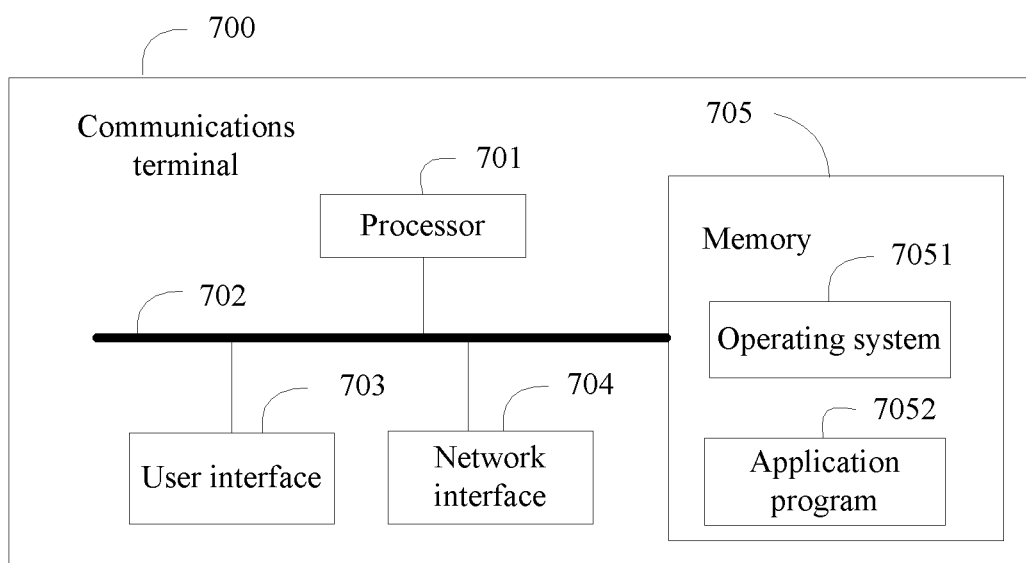 700
Communications
terminal
705
701
Processor
Memory
7051
702
Operating system
703
704
7052
User interface
Network
interface
Application
program